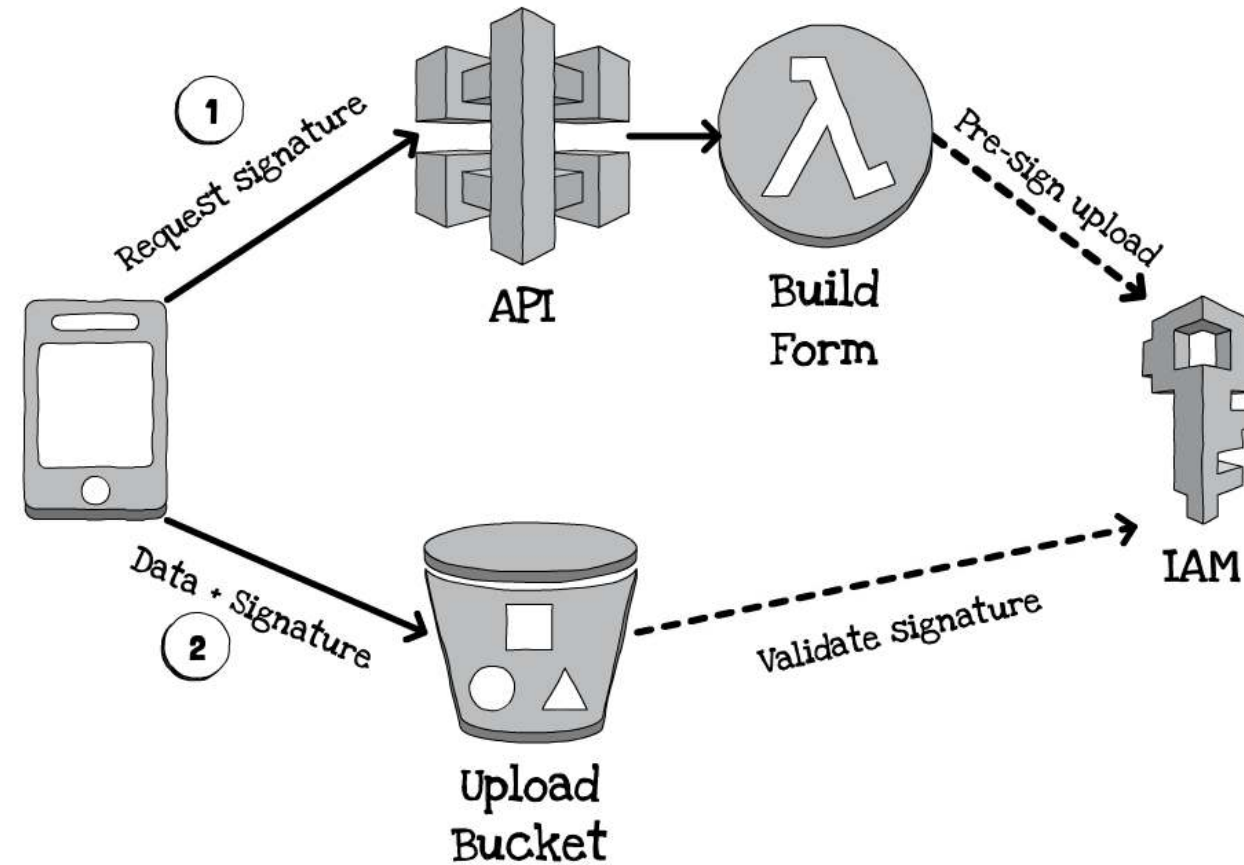 1
Request signature
API
Build
Form
Pre-sign upload
IAM
Data + Signature
2
Validate signature
Upload
Bucket